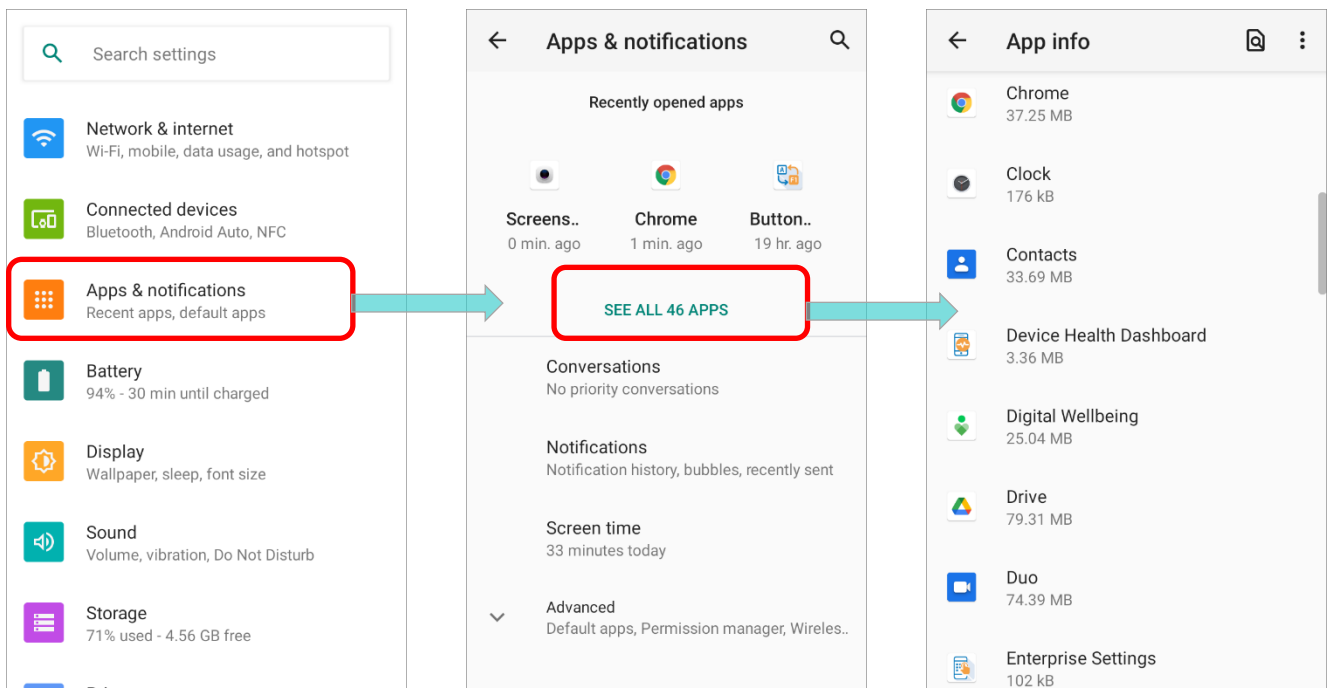 Search settings
Network & internet
Wi-Fi, mobile, data usage, and hotspot
Connected devices
Bluetooth, Android Auto, NFC
Apps & notifications
Recent apps, default apps
Battery
94% - 30 min until charged
Display
Wallpaper, sleep, font size
Sound
Volume, vibration, Do Not Disturb
Storage
71% used - 4.56 GB free
Apps & notifications
Recently opened apps
Screens.. Chrome Button..
0 min. ago 1 min. ago 19 hr. ago
SEE ALL 46 APPS
Conversations
No priority conversations
Notifications
Notification history, bubbles, recently sent
Screen time
33 minutes today
Advanced
Default apps, Permission manager, Wireles..
App info
Chrome
37.25 MB
Clock
176 kB
Contacts
33.69 MB
Device Health Dashboard
3.36 MB
Digital Wellbeing
25.04 MB
Drive
79.31 MB
Duo
74.39 MB
Enterprise Settings
102 kB